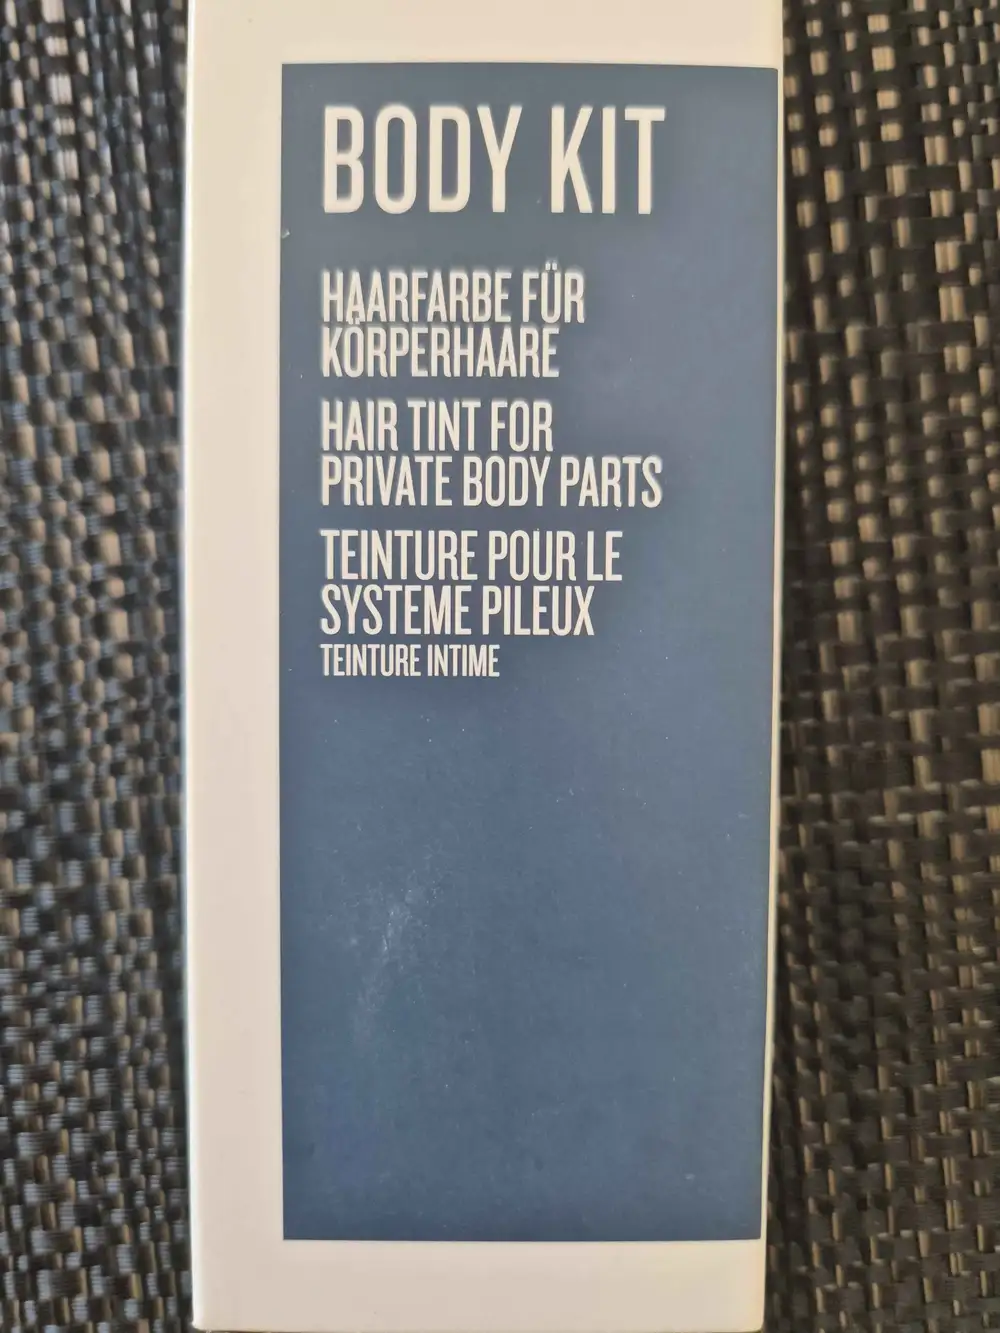 BODY KIT
HAARFARBE FÜR
KÖRPERHAARE
HAIR TINT FOR
PRIVATE BODY PARTS
TEINTURE POUR LE
SYSTEME PILEUX
TEINTURE INTIME